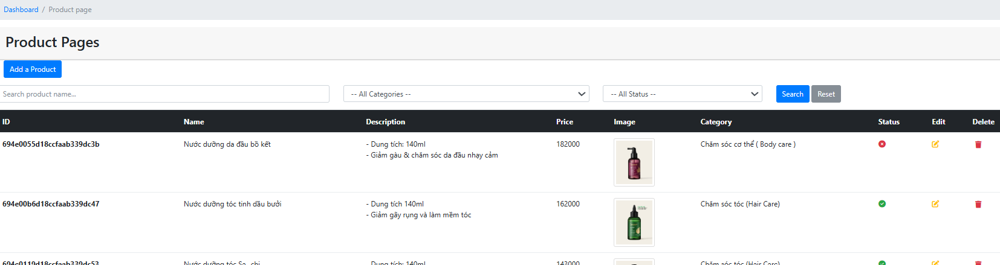 Dashboard / Product page
Product Pages
Add a Product
Search product name...
-- All Categories --
-- All Status --
Search
Reset
ID Name Description Price Image Category Status Edit Delete
694e0055d18ccfaab339dc3b Nước dưỡng da đầu bồ kết - Dung tích: 140ml 182000 Chăm sóc cơ thể ( Body care )
- Giảm gàu & chăm sóc da đầu nhạy cảm
694e00b6d18ccfaab339dc47 Nước dưỡng tóc tinh dầu bưởi - Dung tích 140ml 162000 Chăm sóc tóc (Hair Care)
- Giảm gãy rụng và làm mềm tóc
694e0119d18ccfaab339dc53 Nước dưỡng tóc Sa_chi - Dung tích: 140ml 143000 Chăm sóc tóc (Hair Care)